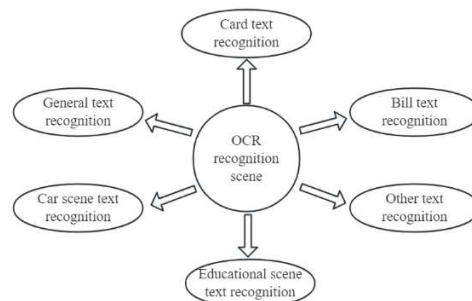 Card text
recognition
General text
recognition
Bill text
recognition
OCR
recognition
scene
Car scene text
recognition
Other text
recognition
Educational scene
text recognition